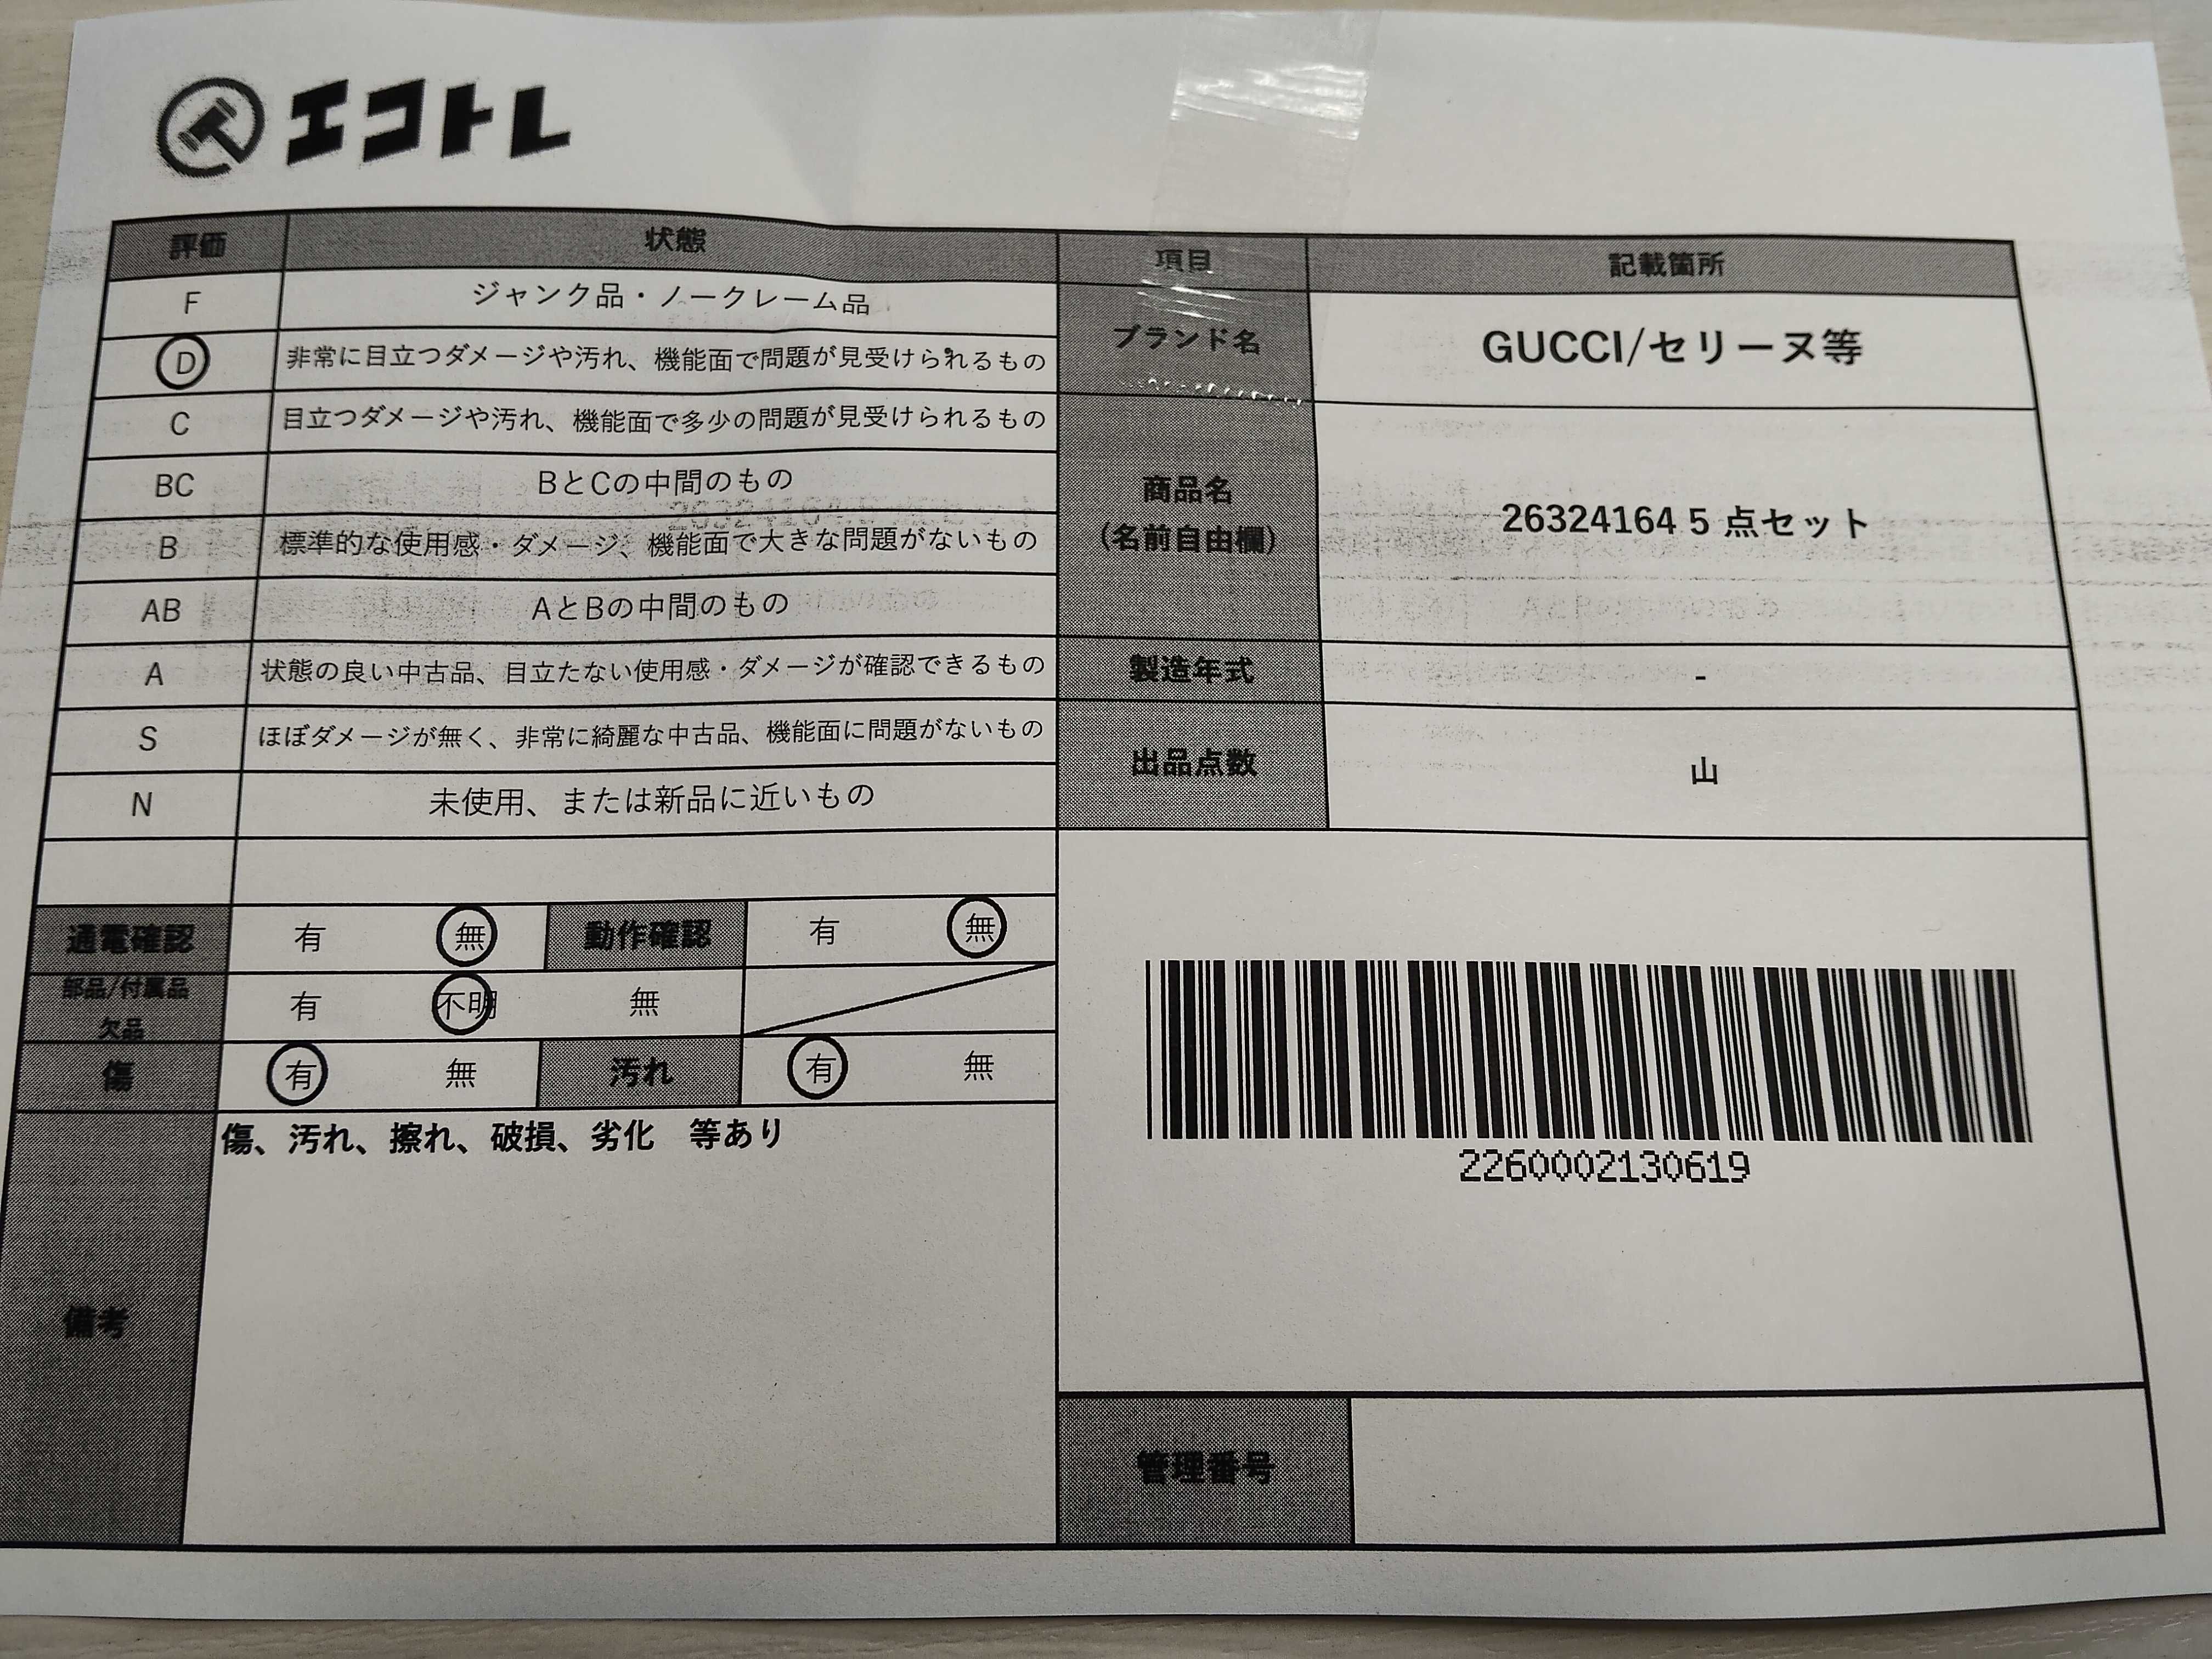 エコトレ
評価 状態
F ジャンク品・ノークレーム品
D 非常に目立つダメージや汚れ、機能面で問題が見受けられるもの
C 目立つダメージや汚れ、機能面で多少の問題が見受けられるもの
BC BとCの中間のもの
B 標準的な使用感・ダメージ、機能面で大きな問題がないもの
AB AとBの中間のもの
A 状態の良い中古品、目立たない使用感・ダメージが確認できるもの
S ほぼダメージが無く、非常に綺麗な中古品、機能面に問題がないもの
N 未使用、または新品に近いもの
通電確認 有 無 動作確認 有 無
部品/付属品
欠品 有 不明 無
傷 有 無 汚れ 有 無
備考 傷、汚れ、擦れ、破損、劣化　等あり
項目 記載箇所
ブランド名 GUCCI/セリーヌ等
商品名
(名前自由欄) 26324164 5 点セット
製造年式 -
出品点数 山
2260002130619
管理番号